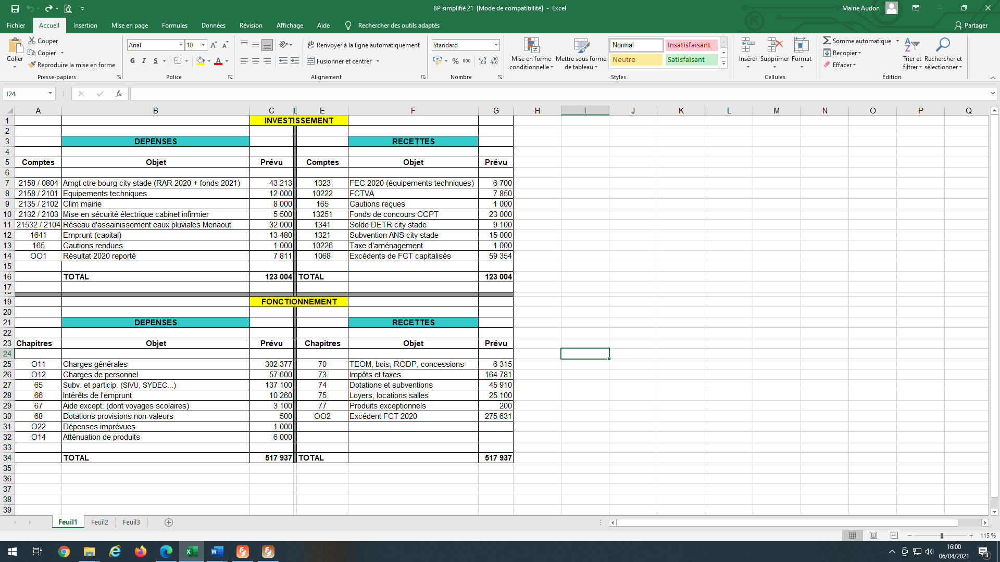 BP simplifié 21 [Mode de compatibilité] - Excel
Mairie Audon
Fichier Accueil Insertion Mise en page Formules Données Révision Affichage Aide Rechercher des outils adaptés Partager
Coller
Couper
Copier
Reproduire la mise en forme
Presse-papiers
Arial 10
G I S
Police
Renvoyer à la ligne automatiquement
Fusionner et centrer
Alignement
Standard
% 000
Nombre
Mise en forme conditionnelle
Mettre sous forme de tableau
Normal Insatisfaisant
Neutre Satisfaisant
Styles
Insérer Supprimer Format
Cellules
Somme automatique
Recopier
Effacer
Trier et filtrer
Rechercher et sélectionner
Édition
I24 fx
A B C D E F G H I J K L M N O P Q
1 INVESTISSEMENT
2
3 DEPENSES RECETTES
4
5 Comptes Objet Prévu Comptes Objet Prévu
6
7 2158 / 0804 Amgt ctre bourg city stade (RAR 2020 + fonds 2021) 43 213 1323 FEC 2020 (équipements techniques) 6 700
8 2158 / 2101 Equipements techniques 12 000 10222 FCTVA 7 850
9 2135 / 2102 Clim mairie 8 000 165 Cautions reçues 1 000
10 2132 / 2103 Mise en sécurité électrique cabinet infirmier 5 500 13251 Fonds de concours CCPT 23 000
11 21532 / 2104 Réseau d'assainissement eaux pluviales Menaout 32 000 1341 Solde DETR city stade 9 100
12 1641 Emprunt (capital) 13 480 1321 Subvention ANS city stade 15 000
13 165 Cautions rendues 1 000 10226 Taxe d'aménagement 1 000
14 OO1 Résultat 2020 reporté 7 811 1068 Excédents de FCT capitalisés 59 354
15
16 TOTAL 123 004 TOTAL 123 004
17
18
19 FONCTIONNEMENT
20
21 DEPENSES RECETTES
22
23 Chapitres Objet Prévu Chapitres Objet Prévu
24
25 O11 Charges générales 302 377 70 TEOM, bois, RODP, concessions 6 315
26 O12 Charges de personnel 57 600 73 Impôts et taxes 164 781
27 65 Subv. et particip. (SIVU, SYDEC...) 137 100 74 Dotations et subventions 45 910
28 66 Intérêts de l'emprunt 10 260 75 Loyers, locations salles 25 100
29 67 Aide except. (dont voyages scolaires) 3 100 77 Produits exceptionnels 200
30 68 Dotations provisions non-valeurs 500 OO2 Excédent FCT 2020 275 631
31 O22 Dépenses imprévues 1 000
32 O14 Atténuation de produits 6 000
33
34 TOTAL 517 937 TOTAL 517 937
35
36
37
38
39
Feuil1 Feuil2 Feuil3
115 %
16:00
06/04/2021
3